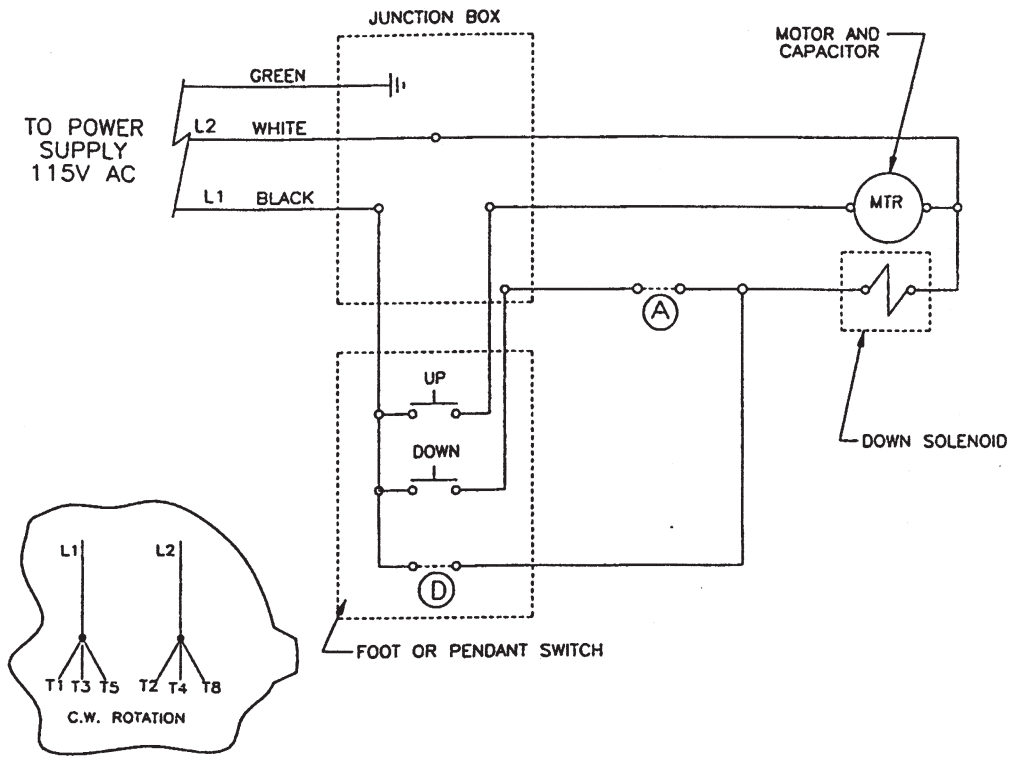 JUNCTION BOX
MOTOR AND
CAPACITOR
GREEN
TO POWER
SUPPLY
115V AC
L2
WHITE
L1
BLACK
MTR
A
UP
DOWN
DOWN SOLENOID
D
FOOT OR PENDANT SWITCH
L1
L2
T1 T3 T5
T2 T4 T8
C.W. ROTATION